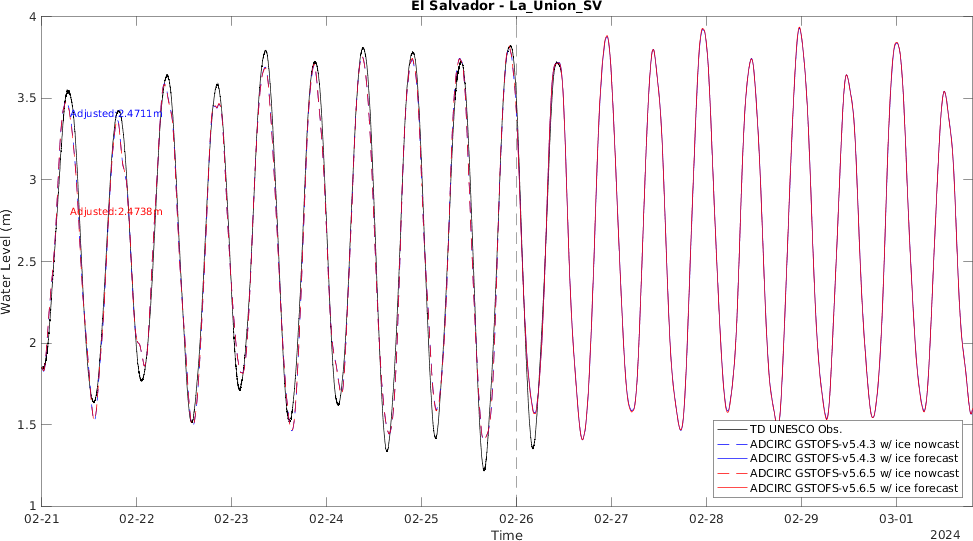 El Salvador - La_Union_SV
4
3.5
3
2.5
2
1.5
1
Water Level (m)
Adjusted:2.4711m
Adjusted:2.4738m
TD UNESCO Obs.
ADCIRC GSTOFS-v5.4.3 w/ ice nowcast
ADCIRC GSTOFS-v5.4.3 w/ ice forecast
ADCIRC GSTOFS-v5.6.5 w/ ice nowcast
ADCIRC GSTOFS-v5.6.5 w/ ice forecast
02-21 02-22 02-23 02-24 02-25 02-26 02-27 02-28 02-29 03-01
Time
2024